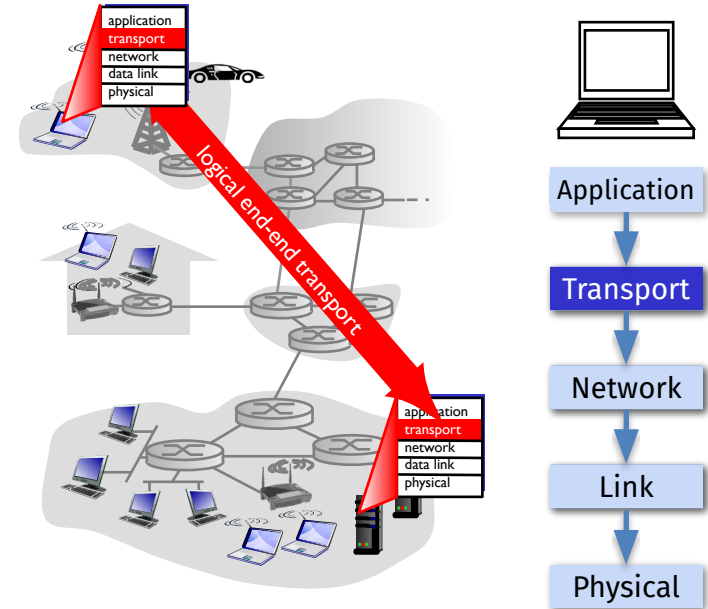 application
transport
network
data link
physical
logical end-end transport
application
transport
network
data link
physical
Application
Transport
Network
Link
Physical